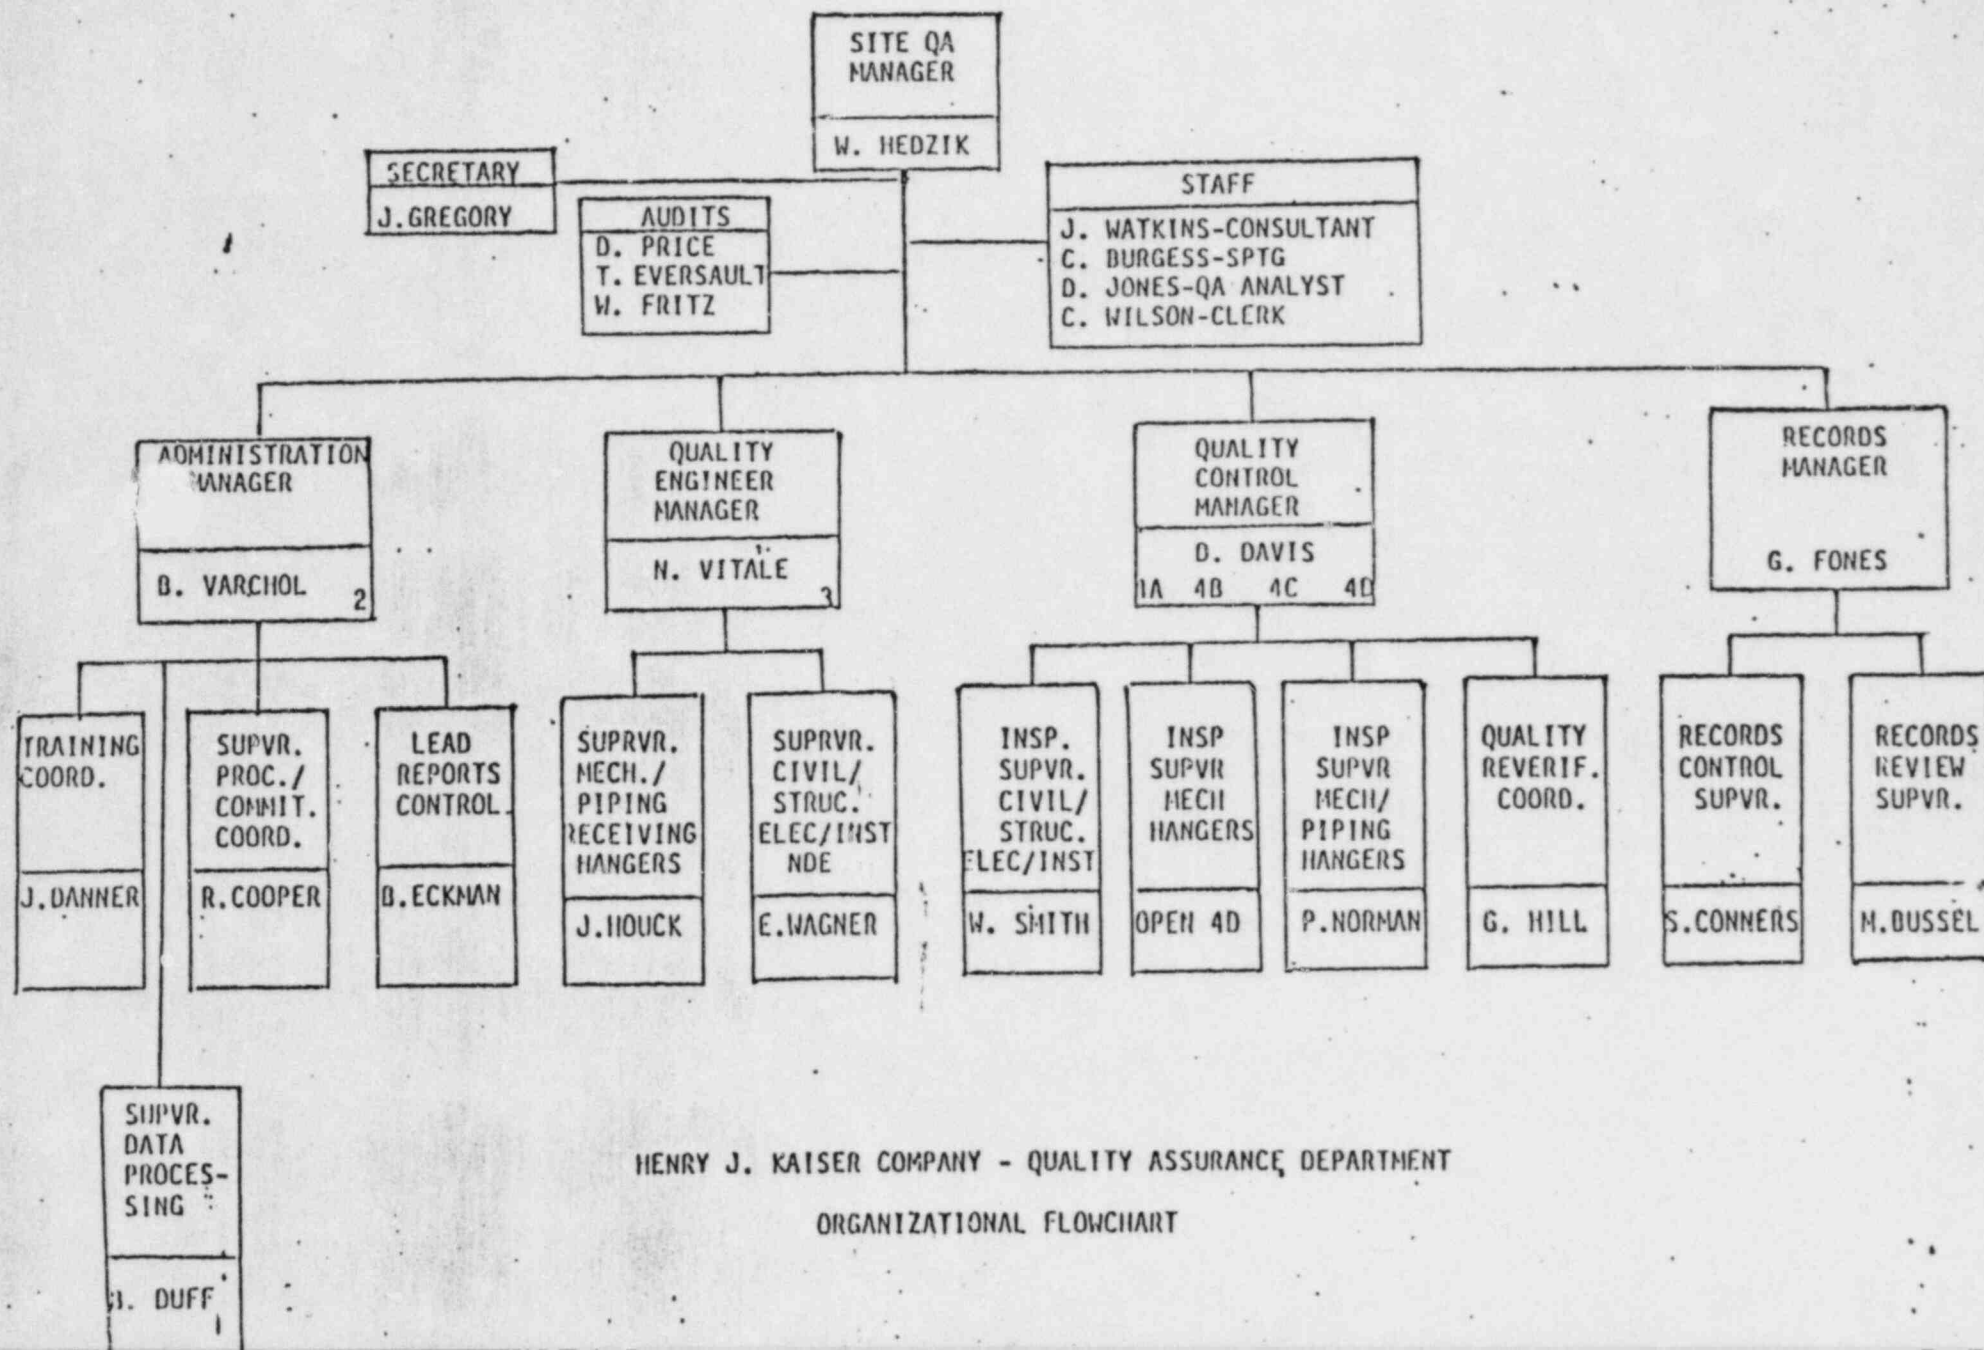 SITE QA
MANAGER
W. HEDZIK
SECRETARY
J.GREGORY
AUDITS
D. PRICE
T. EVERSAULT
W. FRITZ
STAFF
J. WATKINS-CONSULTANT
C. BURGESS-SPTG
D. JONES-QA ANALYST
C. WILSON-CLERK
ADMINISTRATION
MANAGER
B. VARCHOL 2
QUALITY
ENGINEER
MANAGER
N. VITALE
3
QUALITY
CONTROL
MANAGER
D. DAVIS
4B 4C 4D
RECORDS
MANAGER
G. FONES
TRAINING
COORD.
J.DANNER
SUPVR.
PROC./
COMMIT.
COORD.
R.COOPER
LEAD
REPORTS
CONTROL.
B.ECKMAN
SUPRVR.
MECH./
PIPING
RECEIVING
HANGERS
J.HOUCK
SUPRVR.
CIVIL/
STRUC.
ELEC/INST
NDE
E.WAGNER
INSP.
SUPVR.
CIVIL/
STRUC.
ELEC/INST
W. SMITH
INSP
SUPVR
MECH
HANGERS
OPEN 4D
INSP
SUPVR
MECH/
PIPING
HANGERS
P.NORMAN
QUALITY
REVERIF.
COORD.
G. HILL
RECORDS
CONTROL
SUPVR.
S.CONNERS
RECORDS
REVIEW
SUPVR.
M.BUSSEL
SUPVR.
DATA
PROCES-
SING
DUFF
HENRY J. KAISER COMPANY - QUALITY ASSURANCE DEPARTMENT
ORGANIZATIONAL FLOWCHART